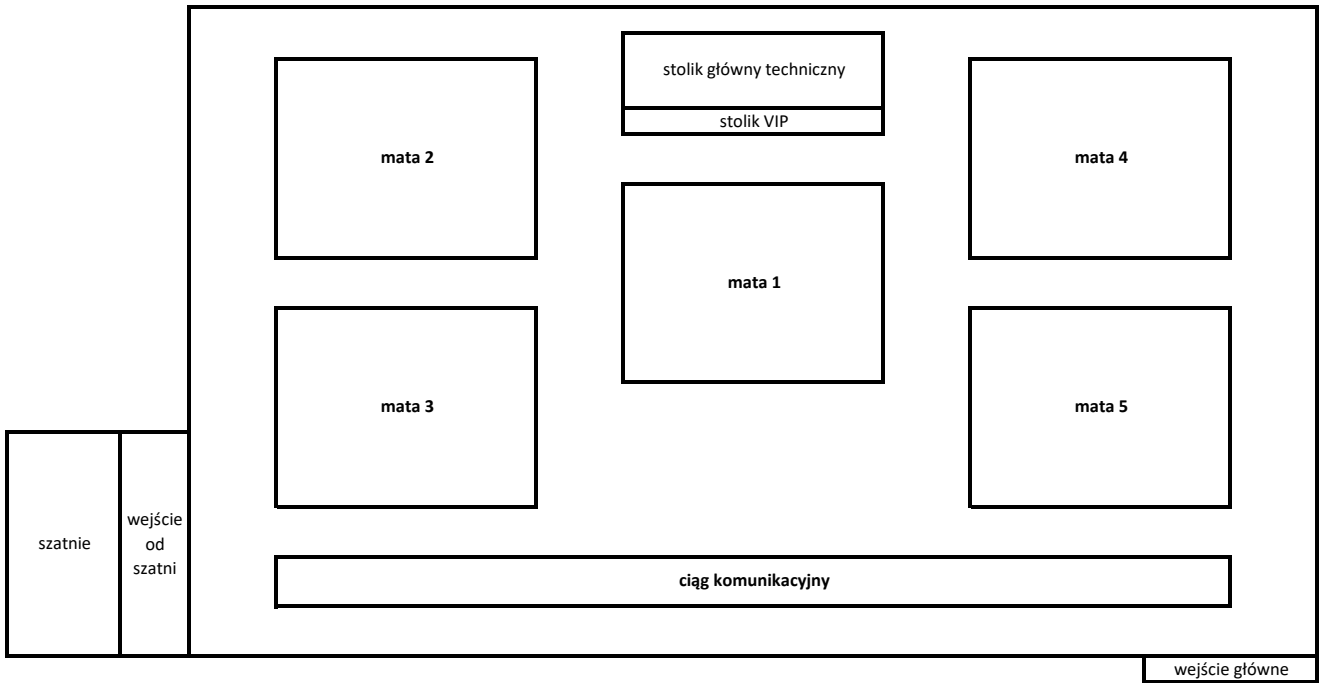 stolik główny techniczny
stolik VIP
mata 2
mata 4
mata 1
mata 3
mata 5
szatnie
wejście
od
szatni
ciąg komunikacyjny
wejście główne